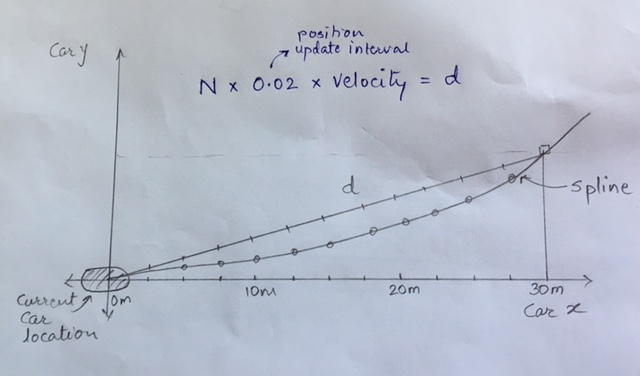 position
update interval
Car y
N x 0.02 x velocity = d
d
spline
Current
Car
location
0m
10m
20m
30m
Car x